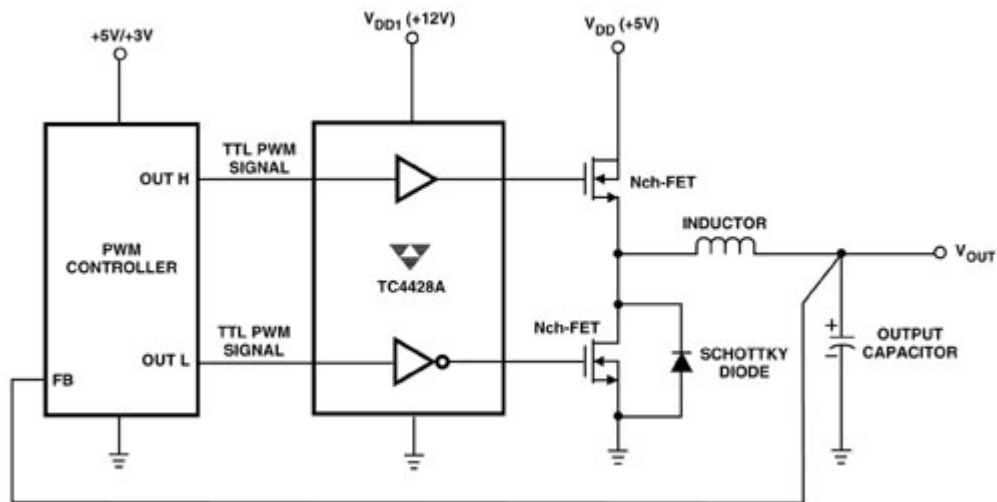 +5V/+3V
VDD1 (+12V)
VDD (+5V)
TTL PWM
SIGNAL
OUT H
Nch-FET
INDUCTOR
PWM
CONTROLLER
VOUT
TC4428A
TTL PWM
SIGNAL
Nch-FET
+
OUTPUT
CAPACITOR
–
SCHOTTKY
DIODE
OUT L
FB